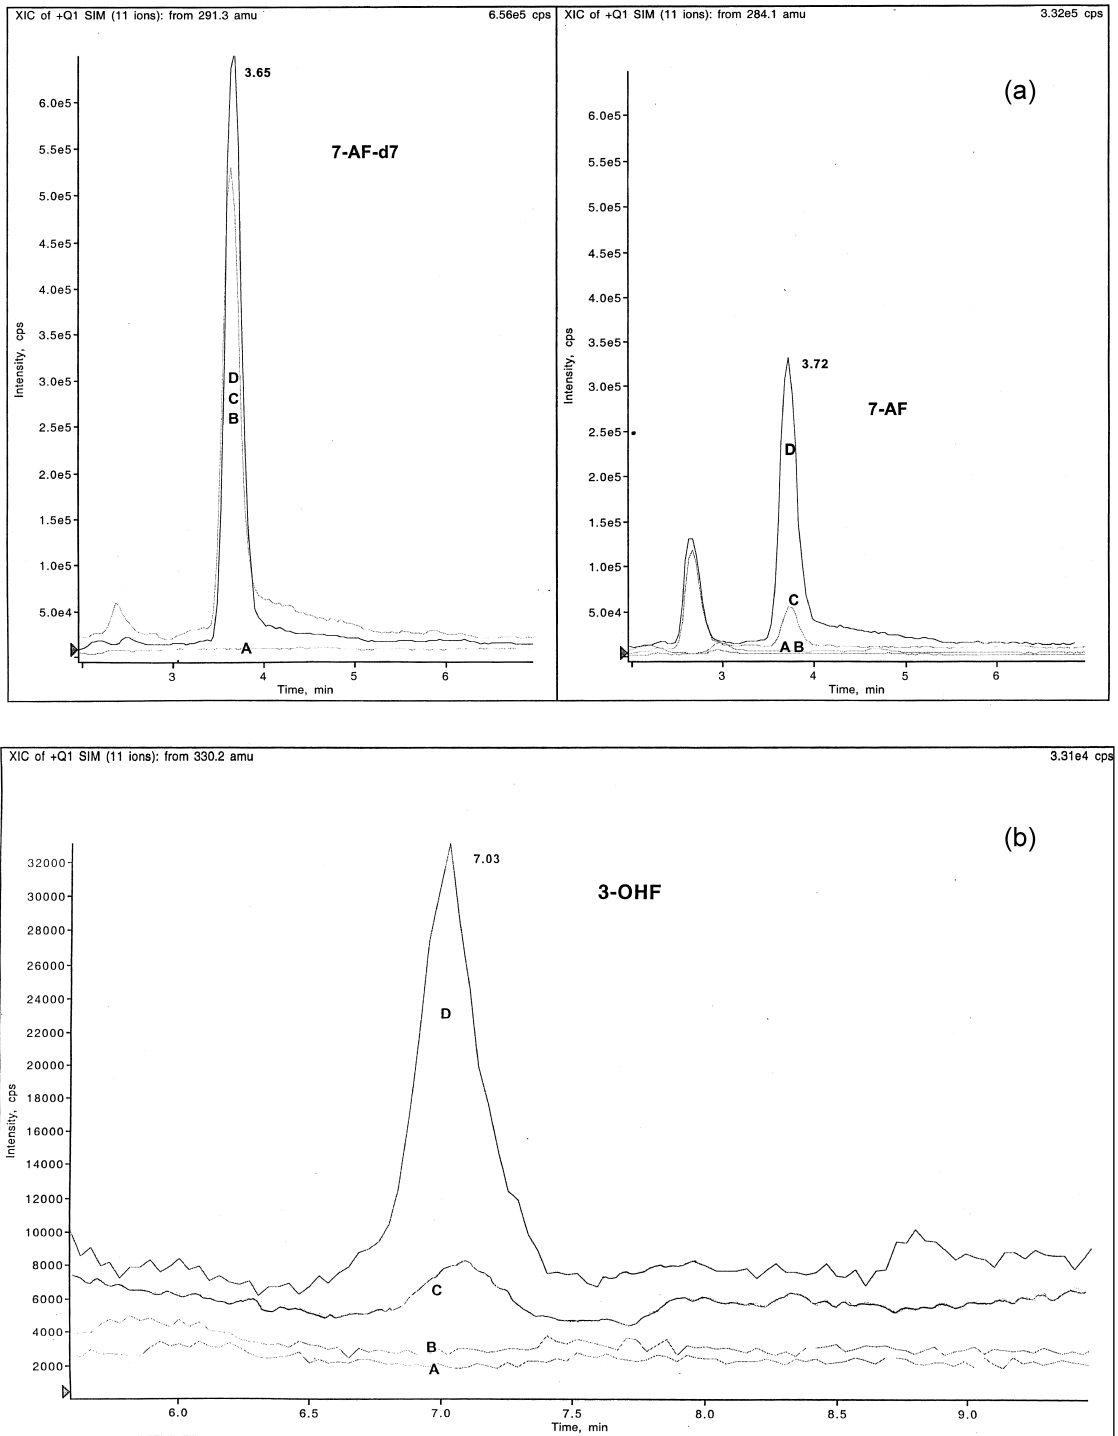 XIC of +Q1 SIM (11 ions): from 291.3 amu 6.56e5 cps
3.65
7-AF-d7
6.0e5
5.5e5
5.0e5
4.5e5
4.0e5
3.5e5
3.0e5
2.5e5
2.0e5
1.5e5
1.0e5
5.0e4
Intensity, cps
D
C
B
A
3 4 5 6
Time, min
XIC of +Q1 SIM (11 ions): from 284.1 amu 3.32e5 cps
(a)
6.0e5
5.5e5
5.0e5
4.5e5
4.0e5
3.5e5
3.0e5
2.5e5
2.0e5
1.5e5
1.0e5
5.0e4
Intensity, cps
3.72
7-AF
D
C
A B
3 4 5 6
Time, min
XIC of +Q1 SIM (11 ions): from 330.2 amu 3.31e4 cps
(b)
7.03
3-OHF
32000
30000
28000
26000
24000
22000
20000
18000
16000
14000
12000
10000
8000
6000
4000
2000
Intensity, cps
D
C
B
A
6.0 6.5 7.0 7.5 8.0 8.5 9.0
Time, min